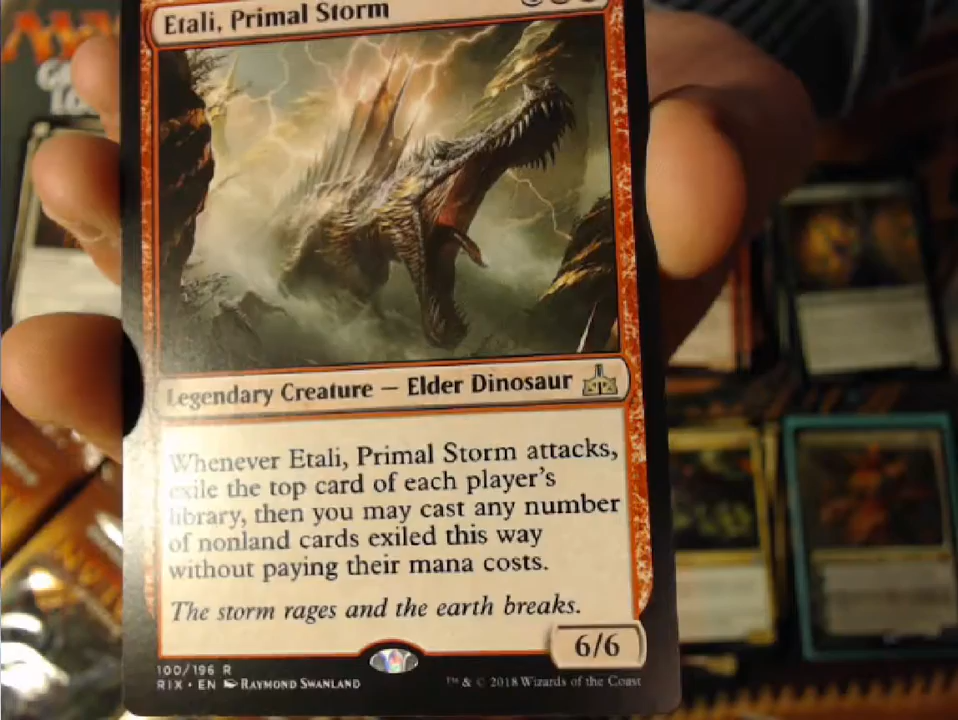 Etali, Primal Storm
Legendary Creature — Elder Dinosaur
Whenever Etali, Primal Storm attacks,
exile the top card of each player's
library, then you may cast any number
of nonland cards exiled this way
without paying their mana costs.
The storm rages and the earth breaks.
6/6
100/196 R
RIX • EN Raymond Swanland
™ & © 2018 Wizards of the Coast